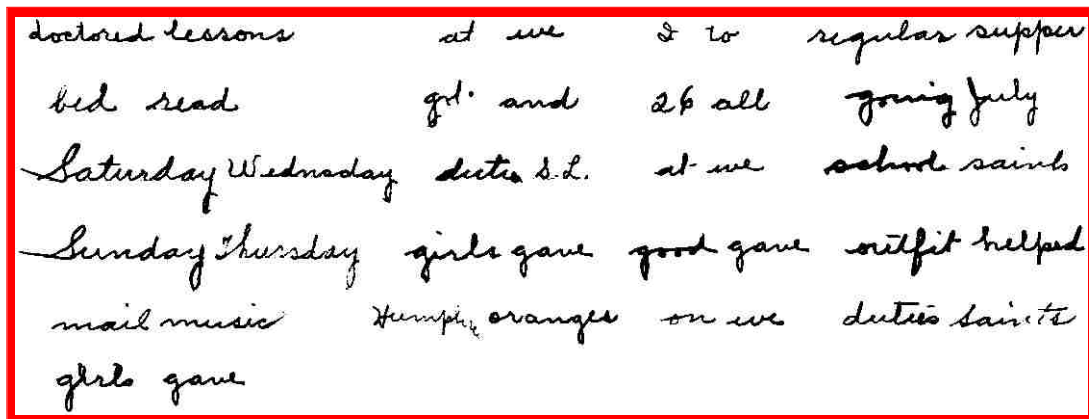 doctored lessons at we I to regular supper
bed read grl. and 26 all going July
Saturday Wednesday duties S.L. at we school saints
Sunday Thursday girls gave good gave outfit helped
mail music oranges on we duties saints
girls gave